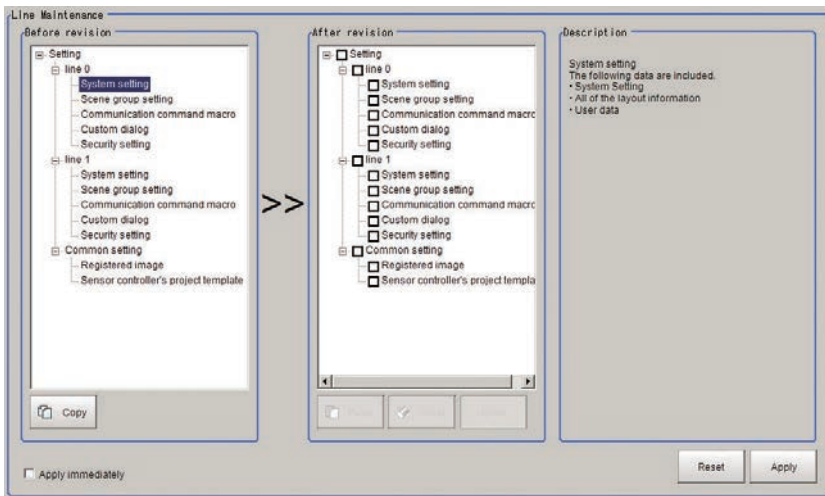 Line Maintenance
Before revision
Setting
line 0
System setting
Scene group setting
Communication command macro
Custom dialog
Security setting
line 1
System setting
Scene group setting
Communication command macro
Custom dialog
Security setting
Common setting
Registered image
Sensor controller's project template
Copy
>>
After revision
Setting
line 0
System setting
Scene group setting
Communication command macro
Custom dialog
Security setting
line 1
System setting
Scene group setting
Communication command macro
Custom dialog
Security setting
Common setting
Registered image
Sensor controller's project templa
Description
System setting
The following data are included.
• System Setting
• All of the layout information
• User data
Apply immediately
Reset
Apply